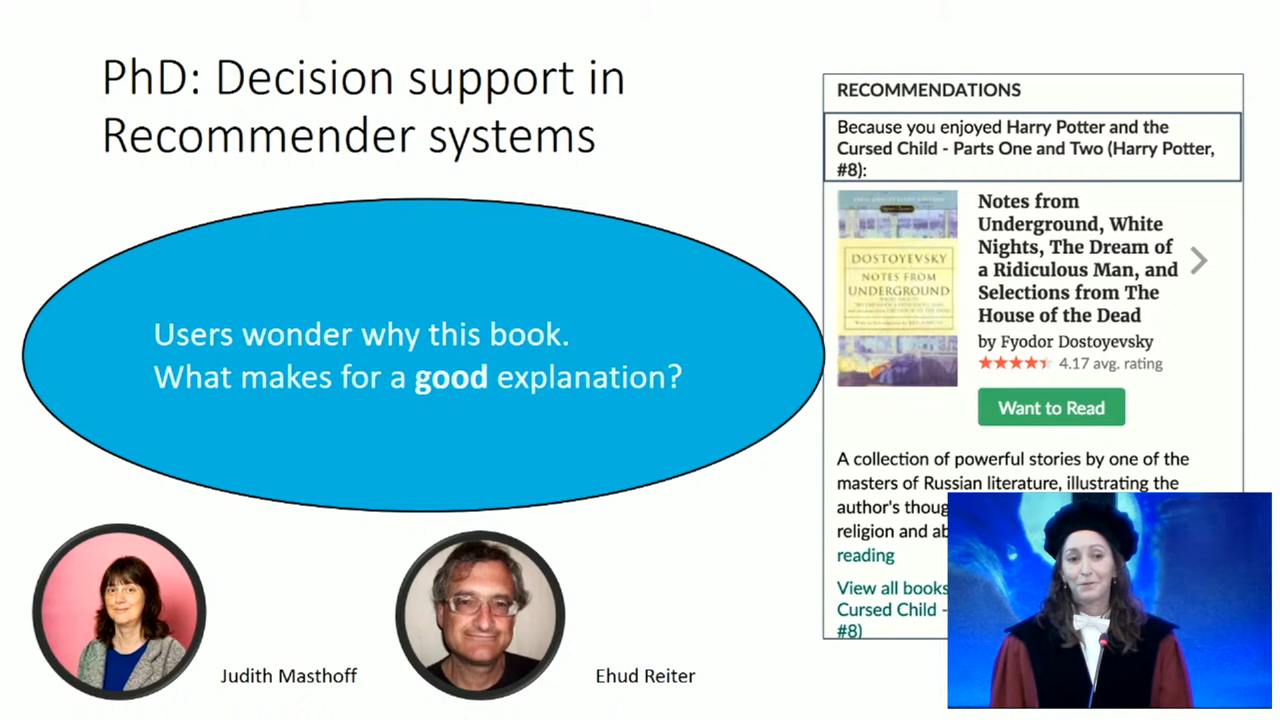 PhD: Decision support in
Recommender systems
Users wonder why this book.
What makes for a good explanation?
Judith Masthoff
Ehud Reiter
RECOMMENDATIONS
Because you enjoyed Harry Potter and the
Cursed Child - Parts One and Two (Harry Potter,
#8):
DOSTOYEVSKY
NOTES FROM
UNDERGROUND
Notes from
Underground, White
Nights, The Dream of
a Ridiculous Man, and
Selections from The
House of the Dead
by Fyodor Dostoyevsky
4.17 avg. rating
Want to Read
A collection of powerful stories by one of the
masters of Russian literature, illustrating the
author's
religion and
reading
View all books
Cursed Child -
#8)